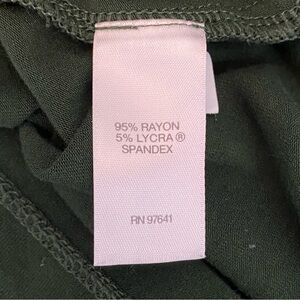 95% RAYON
5% LYCRA®
SPANDEX
RN 97641